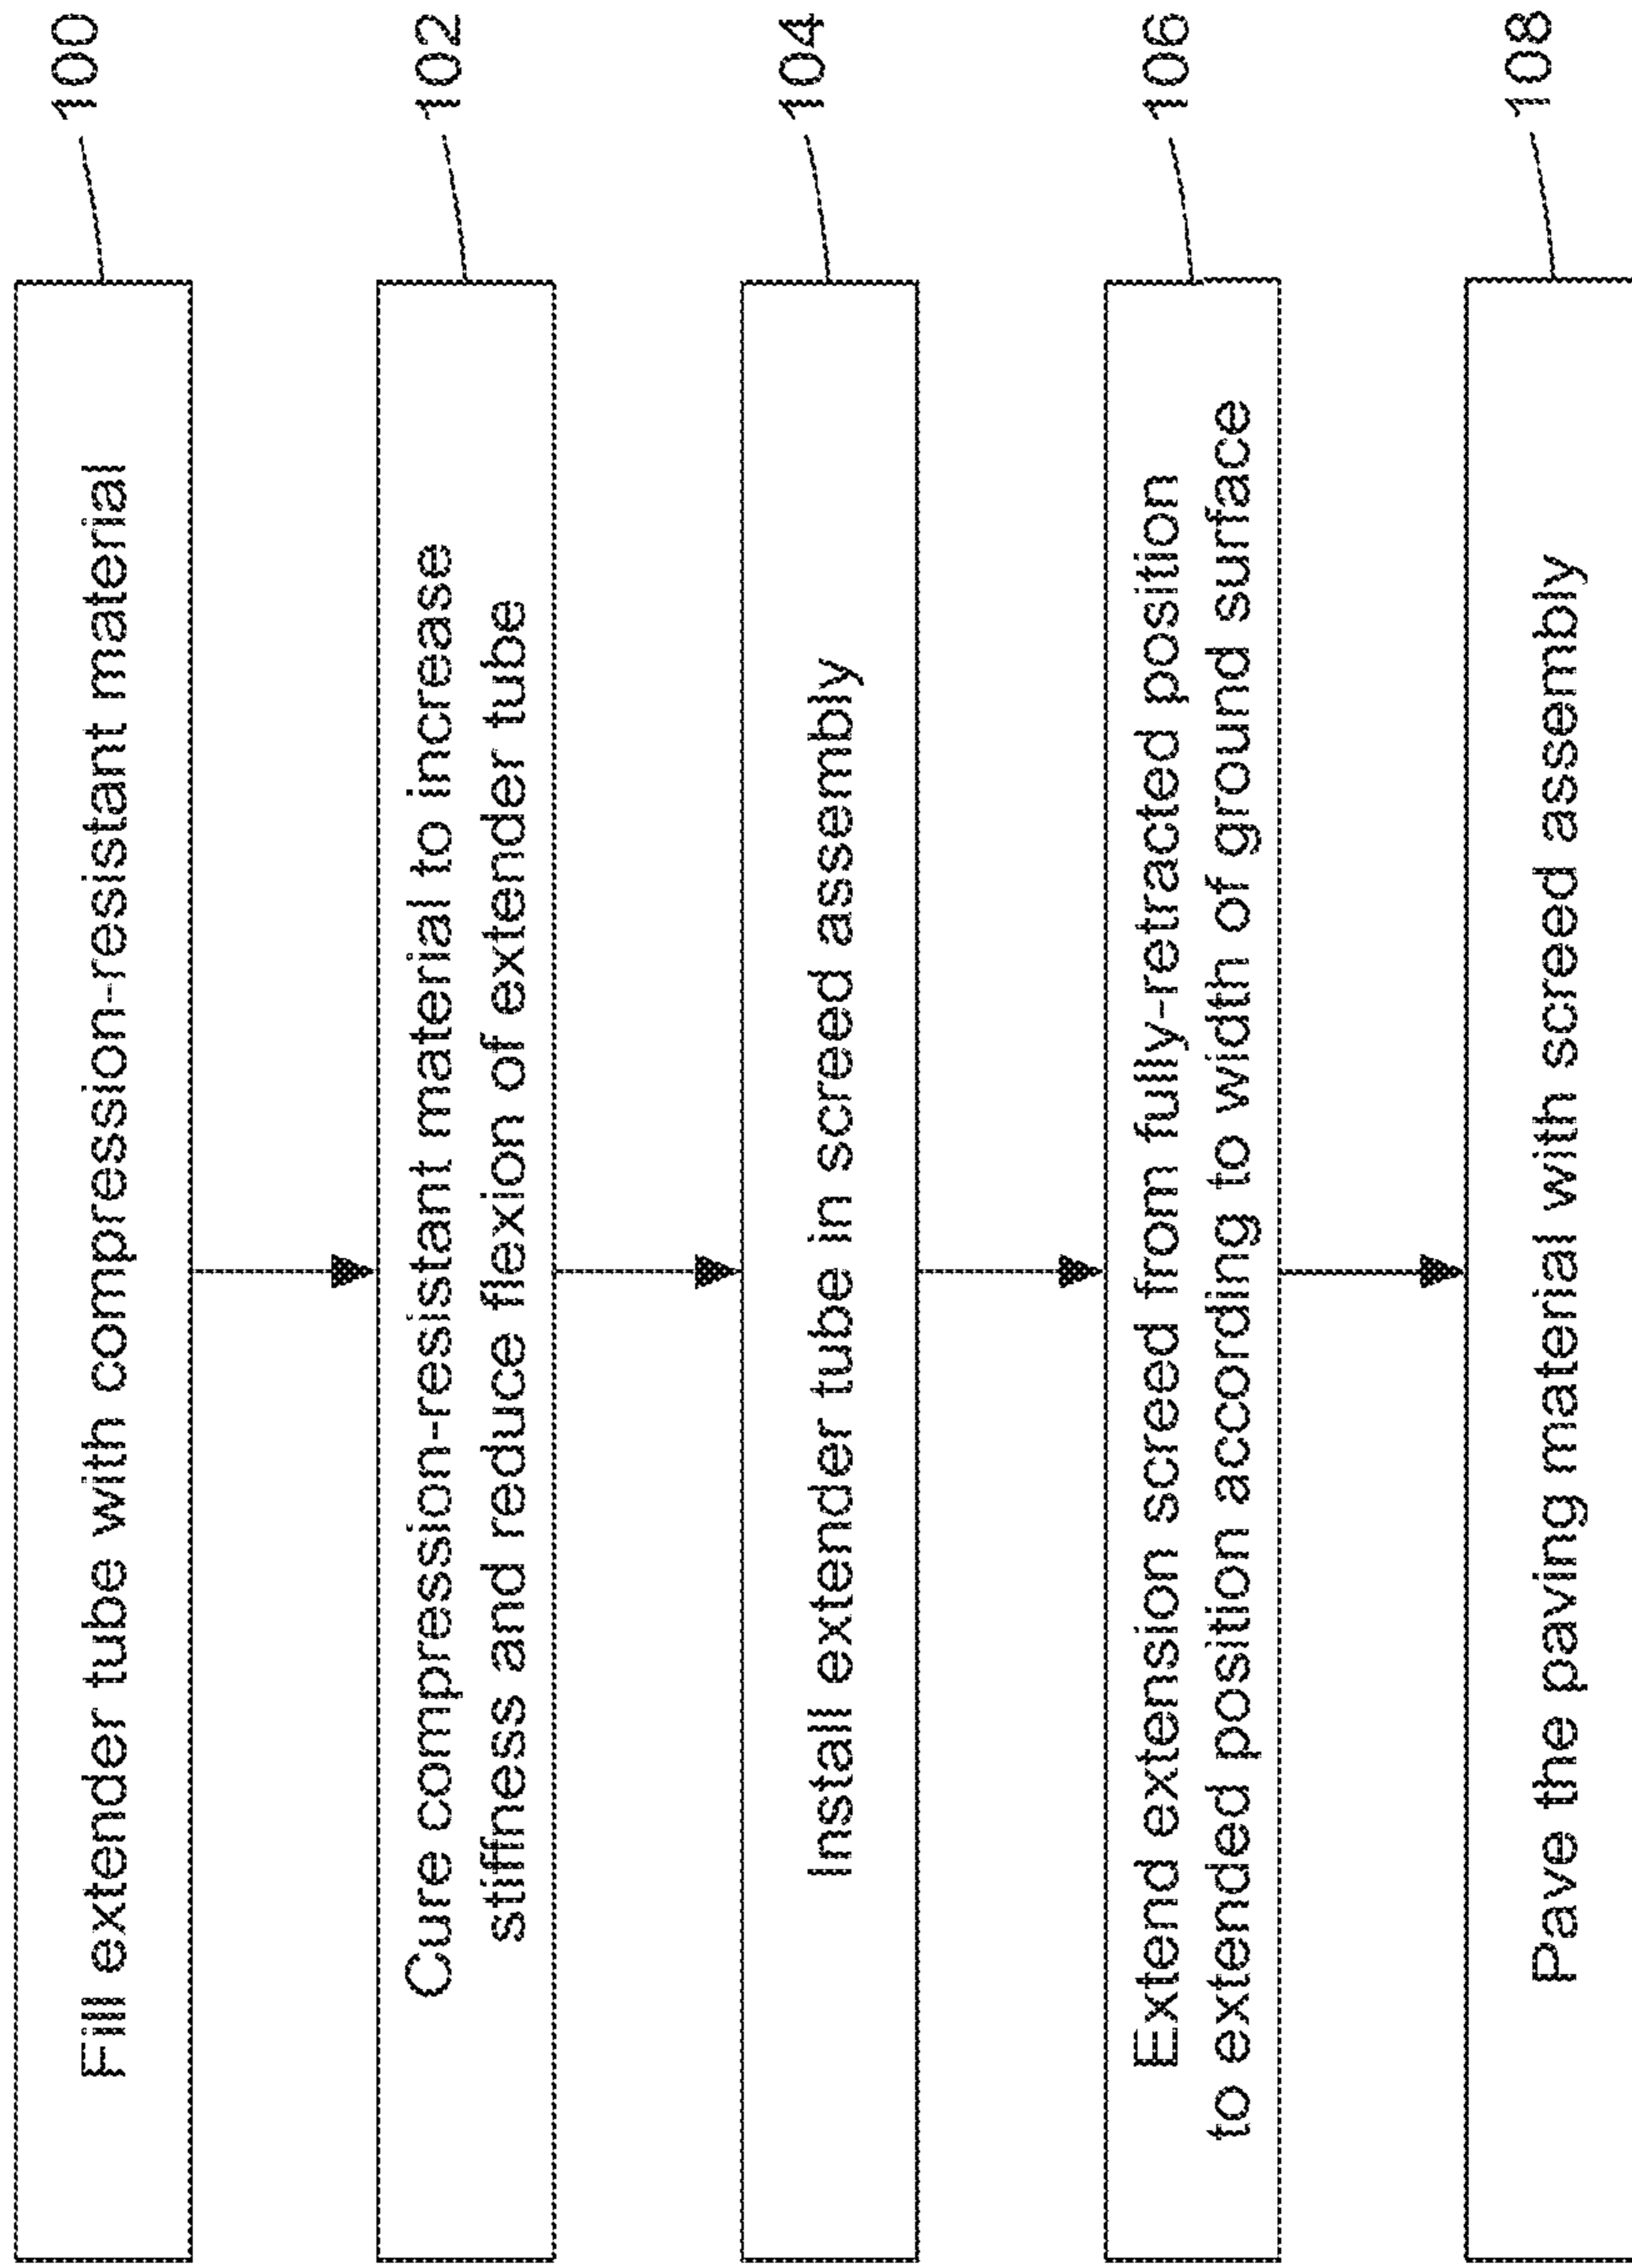 Fill extender tube with compression-resistant material
100
Cure compression-resistant material to increase
stiffness and reduce flexion of extender tube
102
Install extender tube in screed assembly
104
Extend extension screed from fully-retracted position
to extended position according to width of ground surface
106
Pave the paving material with screed assembly
108